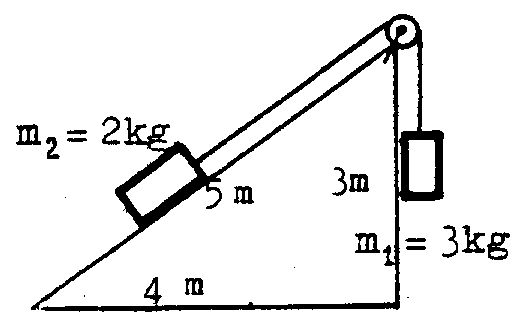 m₂ = 2kg
5 m
3m
m₁ = 3kg
4 m